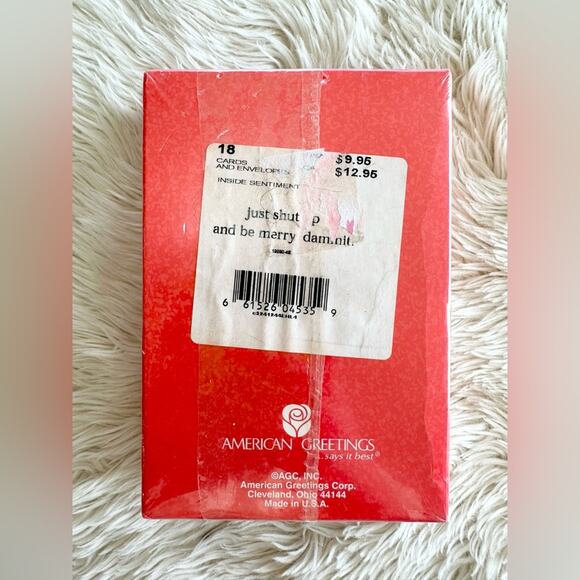 18
CARDS
AND ENVELOPES
$9.95
$12.95
INSIDE SENTIMENT
just shut p
and be merry, dammit.
6 61526 04535 9
AMERICAN GREETINGS
...says it best®
©AGC, INC.
American Greetings Corp.
Cleveland, Ohio 44144
Made in U.S.A.